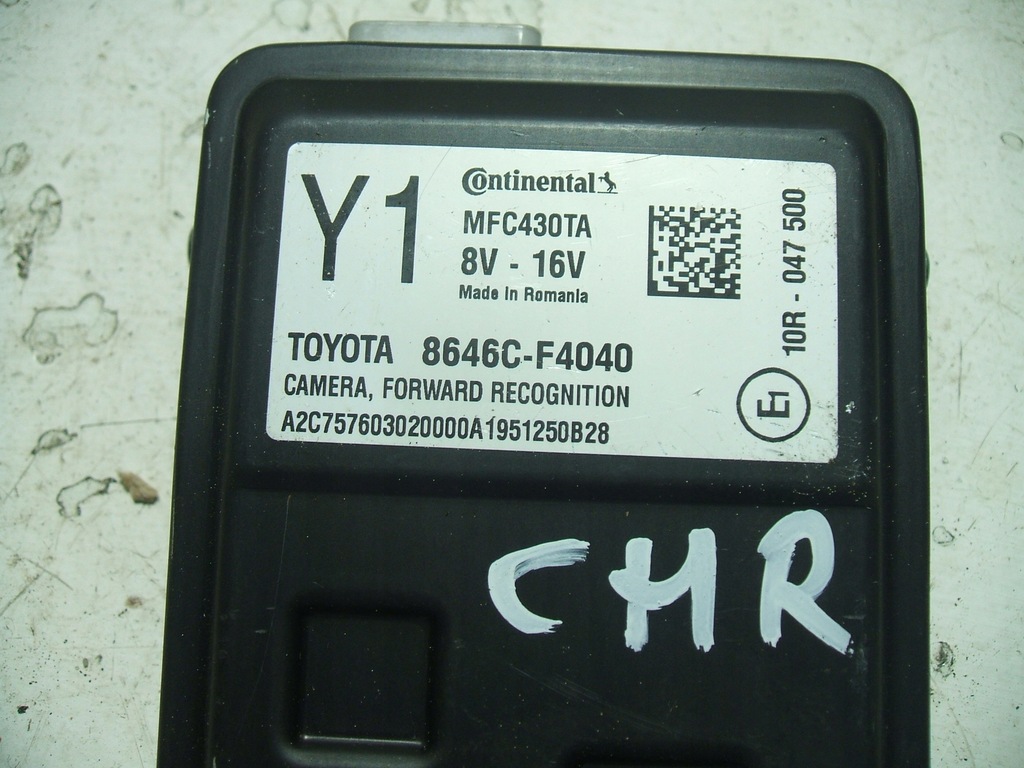 Y1
Continental
MFC430TA
8V - 16V
Made in Romania
TOYOTA 8646C-F4040
CAMERA, FORWARD RECOGNITION
A2C757603020000A1951250B28
10R - 047 500
E1
CHR